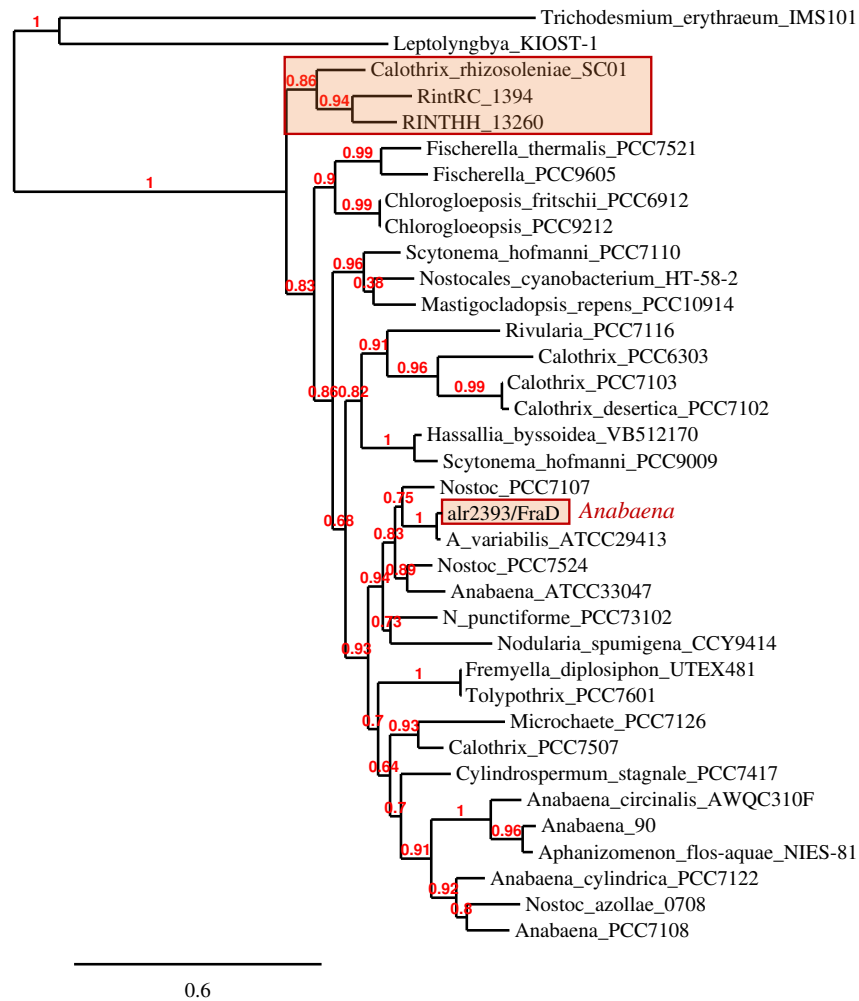 Trichodesmium_erythraeum_IMS101
1
Leptolyngbya_KIOST-1
Calothrix_rhizosoleniae_SC01
0.86
RintRC_1394
0.94
RINTHH_13260
Fischerella_thermalis_PCC7521
0.99
Fischerella_PCC9605
0.9
1
Chlorogloeposis_fritschii_PCC6912
0.99
Chlorogloeopsis_PCC9212
Scytonema_hofmanni_PCC7110
0.96
Nostocales_cyanobacterium_HT-58-2
0.38
0.83
Mastigocladopsis_repens_PCC10914
Rivularia_PCC7116
0.91
Calothrix_PCC6303
0.96
Calothrix_PCC7103
0.99
0.86
0.82
Calothrix_desertica_PCC7102
Hassallia_byssoidea_VB512170
1
Scytonema_hofmanni_PCC9009
Nostoc_PCC7107
0.75
alr2393/FraD Anabaena
1
0.68
0.83
A_variabilis_ATCC29413
Nostoc_PCC7524
0.89
0.94
Anabaena_ATCC33047
N_punctiforme_PCC73102
0.73
Nodularia_spumigena_CCY9414
0.93
Fremyella_diplosiphon_UTEX481
1
Tolypothrix_PCC7601
0.7
Microchaete_PCC7126
0.93
Calothrix_PCC7507
0.64
Cylindrospermum_stagnale_PCC7417
Anabaena_circinalis_AWQC310F
0.7
1
Anabaena_90
0.96
Aphanizomenon_flos-aquae_NIES-81
0.91
Anabaena_cylindrica_PCC7122
0.92
Nostoc_azollae_0708
0.8
Anabaena_PCC7108
0.6